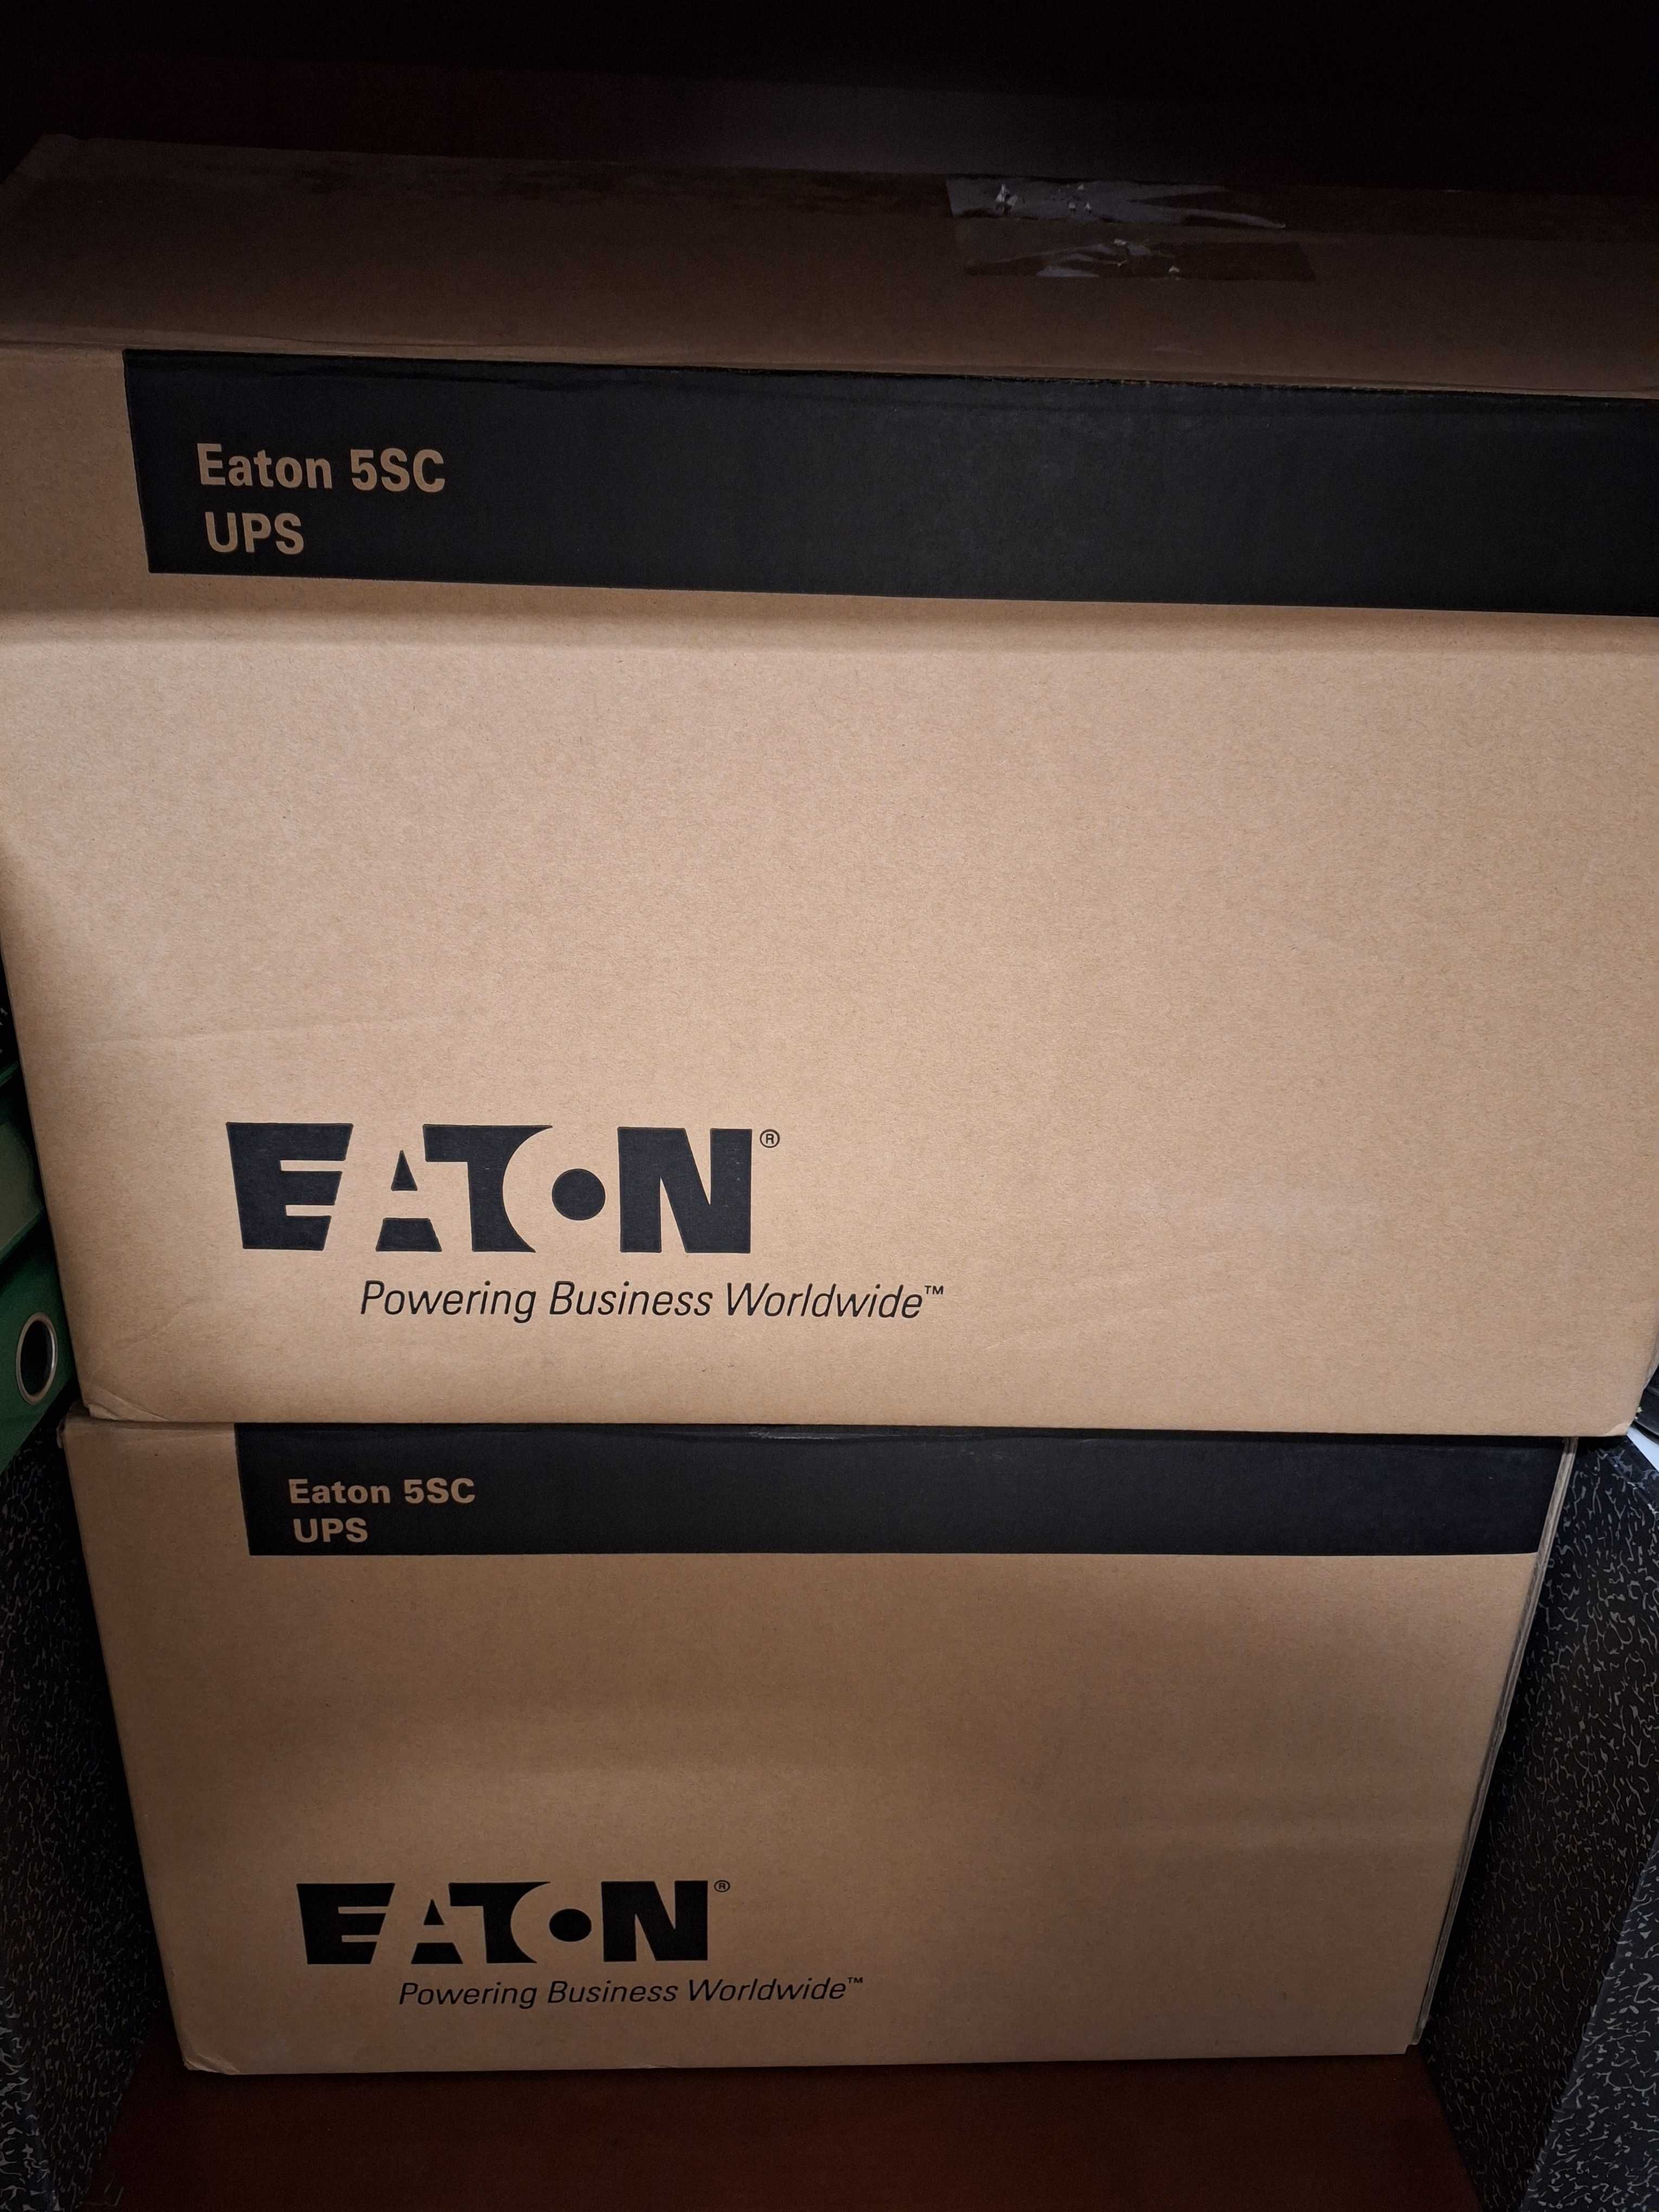 Eaton 5SC
UPS
EATON®
Powering Business Worldwide™
Eaton 5SC
UPS
EATON®
Powering Business Worldwide™